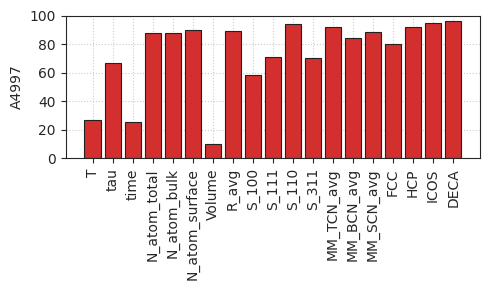 A4997
100
80
60
40
20
0
T
tau
time
N_atom_total
N_atom_bulk
N_atom_surface
Volume
R_avg
S_100
S_111
S_110
S_311
MM_TCN_avg
MM_BCN_avg
MM_SCN_avg
FCC
HCP
ICOS
DECA